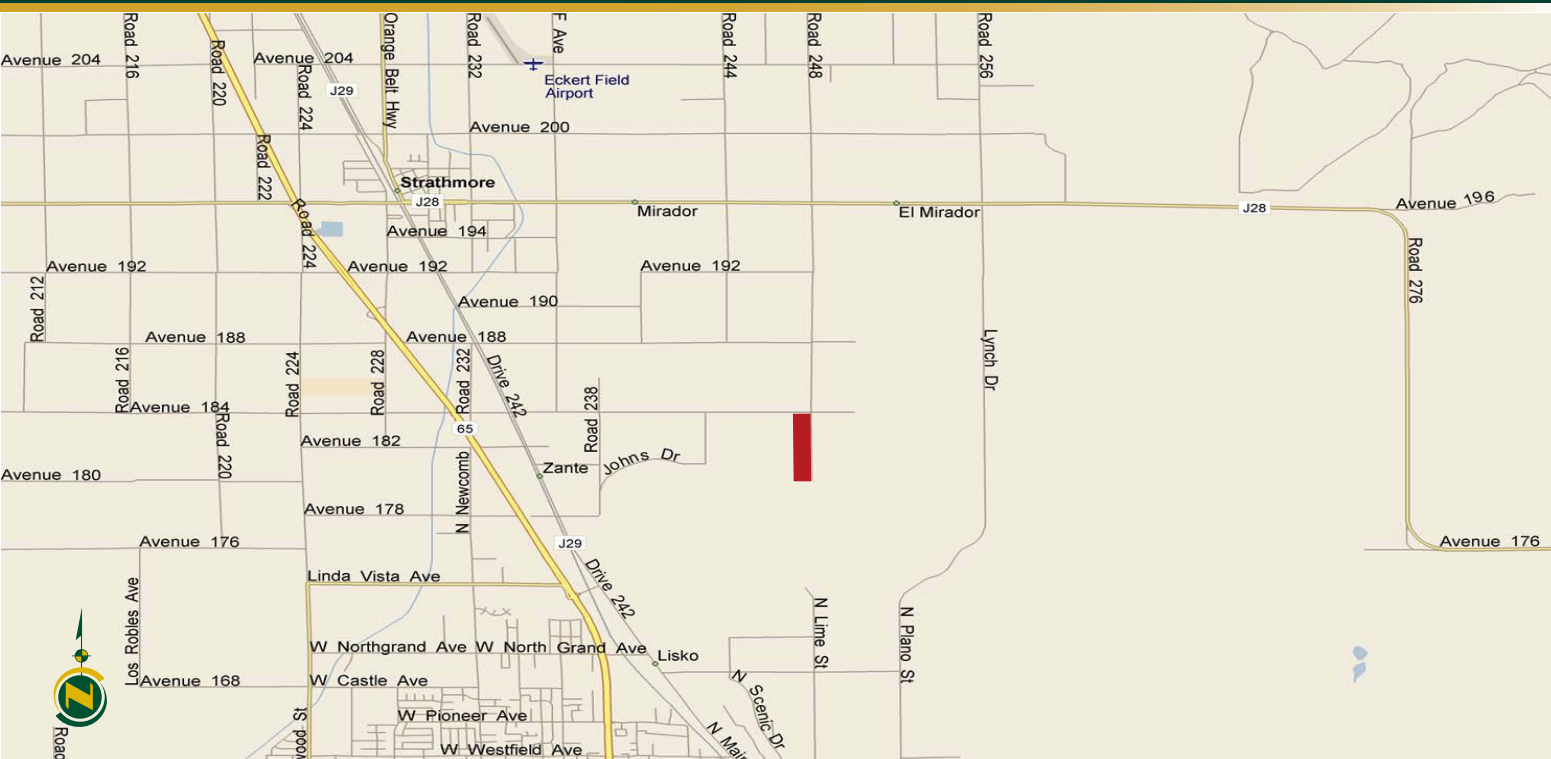 Road 216
Road 220
Orange Belt Hwy
Road 232
F Ave
Road 244
Road 248
Road 256
Avenue 204
Avenue 204
Road 224
J29
Eckert Field
Airport
Avenue 200
Road 222
Strathmore
J28
Mirador
El Mirador
J28
Avenue 196
Road 224
Avenue 194
Avenue 192
Avenue 192
Avenue 192
Road 276
Road 212
Avenue 190
Avenue 188
Avenue 188
Lynch Dr
Road 216
Road 224
Road 228
Road 232
Drive 242
Road 238
Avenue 184
Road 220
65
Avenue 182
Zante
Johns Dr
Avenue 180
N Newcomb
Avenue 178
Avenue 176
J29
Avenue 176
Linda Vista Ave
Drive 242
Los Robles Ave
N Lime St
N Plano St
W Northgrand Ave
W North Grand Ave
Lisko
Avenue 168
W Castle Ave
N Scenic Dr
W Pioneer Ave
N Main
W Westfield Ave
Road
wood St
N